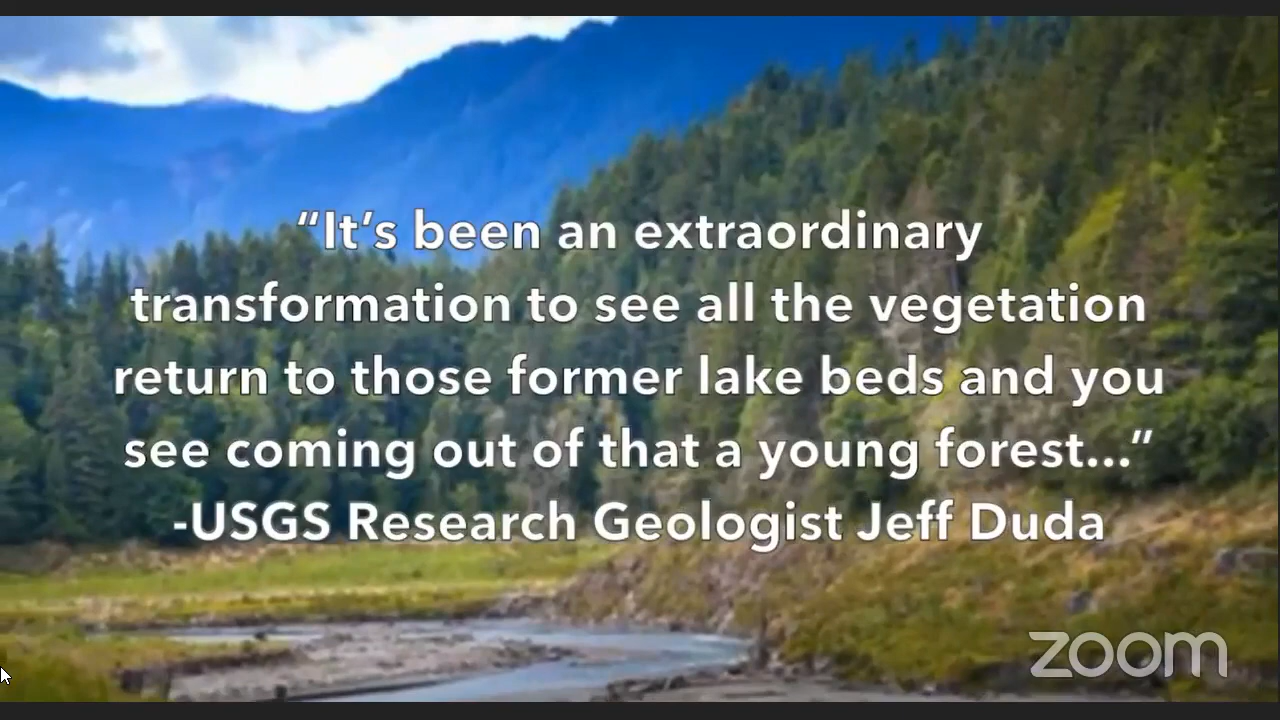 “It’s been an extraordinary
transformation to see all the vegetation
return to those former lake beds and you
see coming out of that a young forest...”
-USGS Research Geologist Jeff Duda
zoom